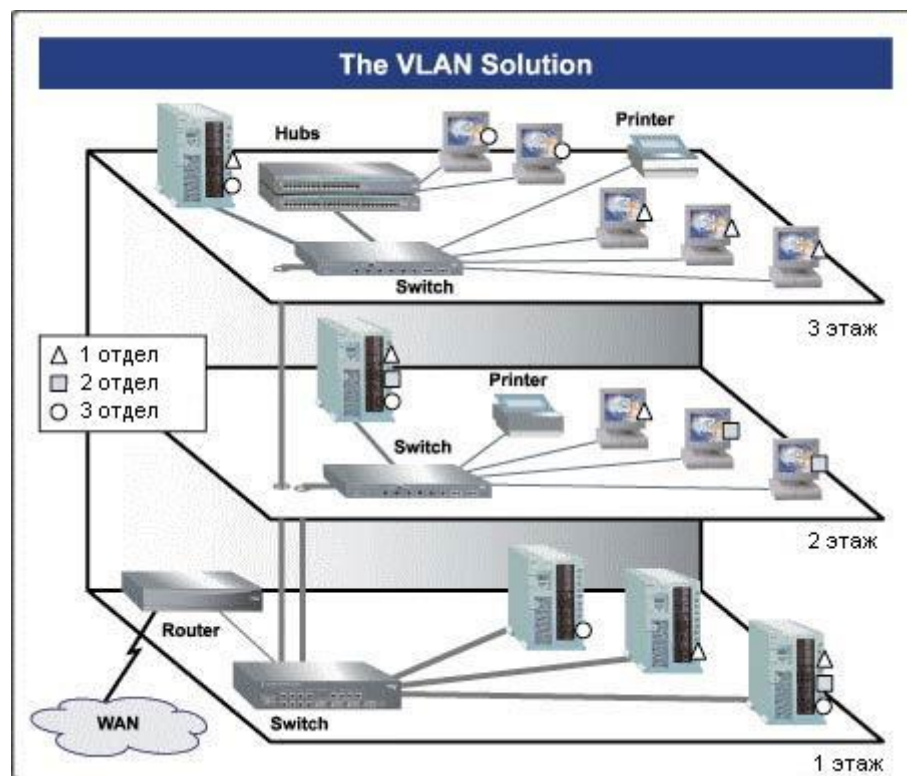 The VLAN Solution
Hubs
Printer
Switch
3 этаж
1 отдел
2 отдел
3 отдел
Printer
Switch
2 этаж
Router
WAN
Switch
1 этаж